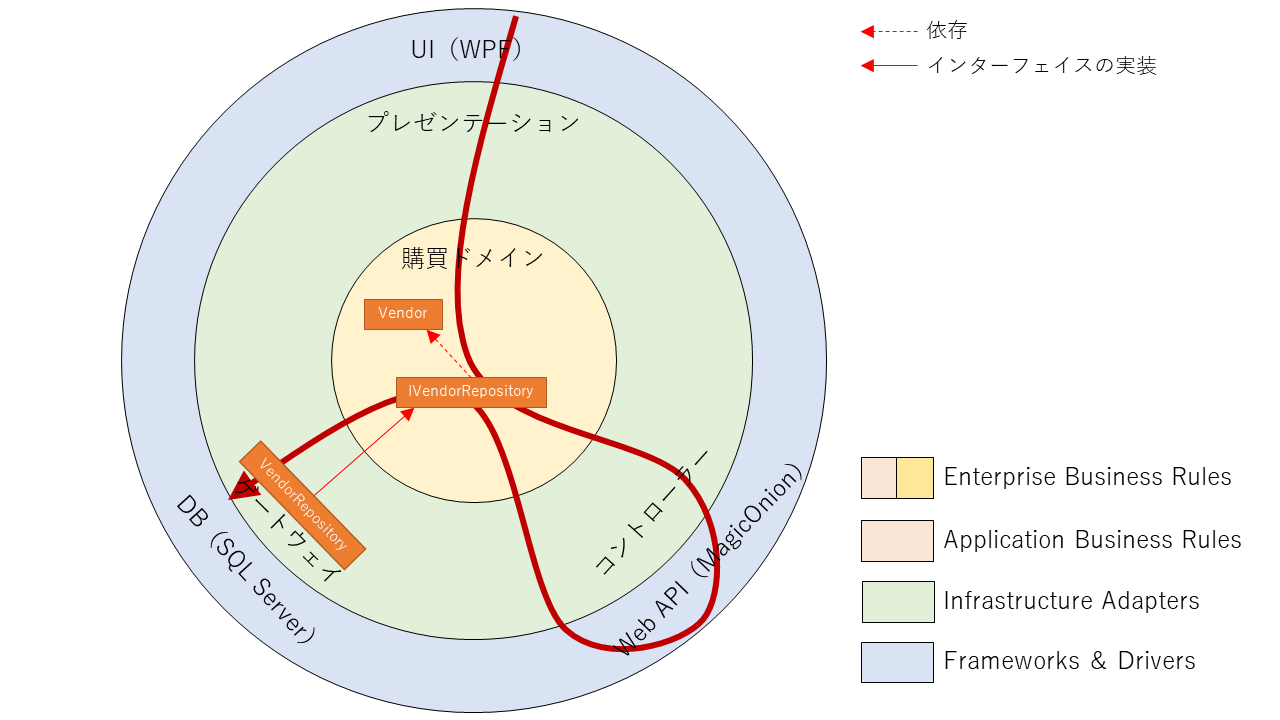 UI（WPF）
プレゼンテーション
購買ドメイン
Vendor
IVendorRepository
VendorRepository
ゲートウェイ
DB（SQL Server）
コントローラー
Web API（MagicOnion）
依存
インターフェイスの実装
Enterprise Business Rules
Application Business Rules
Infrastructure Adapters
Frameworks & Drivers